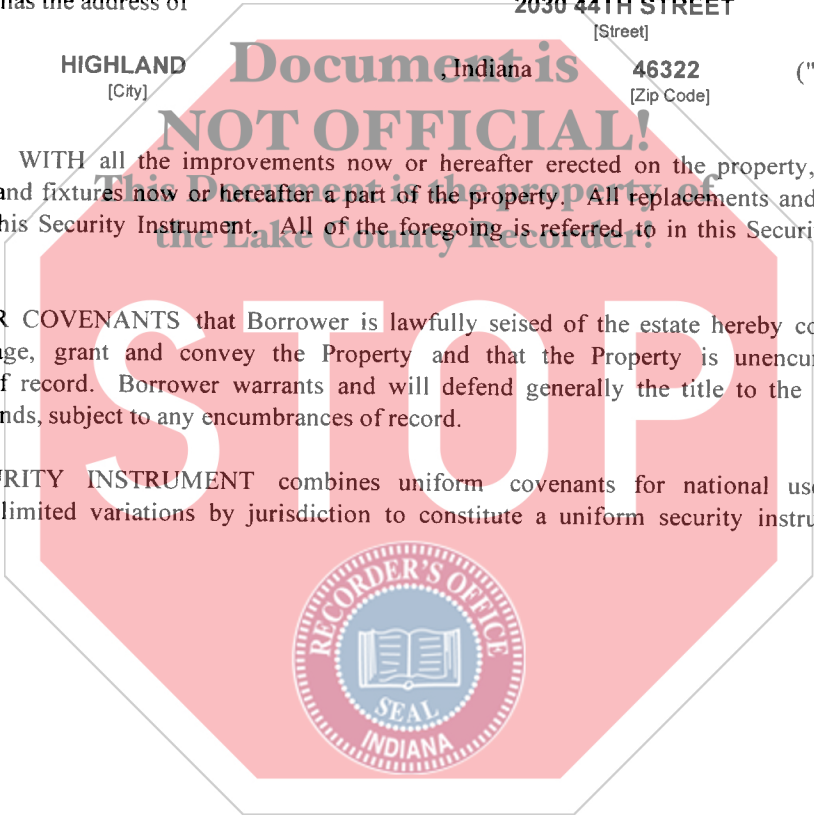 has the address of 2030 44TH STREET
[Street]
HIGHLAND , Indiana 46322 ("
[City] [Zip Code]
Document is
NOT OFFICIAL!
This Document is the property of
the Lake County Recorder!
WITH all the improvements now or hereafter erected on the property,
and fixtures now or hereafter a part of the property. All replacements and
his Security Instrument. All of the foregoing is referred to in this Securi
R COVENANTS that Borrower is lawfully seised of the estate hereby co
age, grant and convey the Property and that the Property is unencu
f record. Borrower warrants and will defend generally the title to the
nds, subject to any encumbrances of record.
STOP
URITY INSTRUMENT combines uniform covenants for national us
limited variations by jurisdiction to constitute a uniform security instru
RECORDER'S OFFICE
SEAL
INDIANA